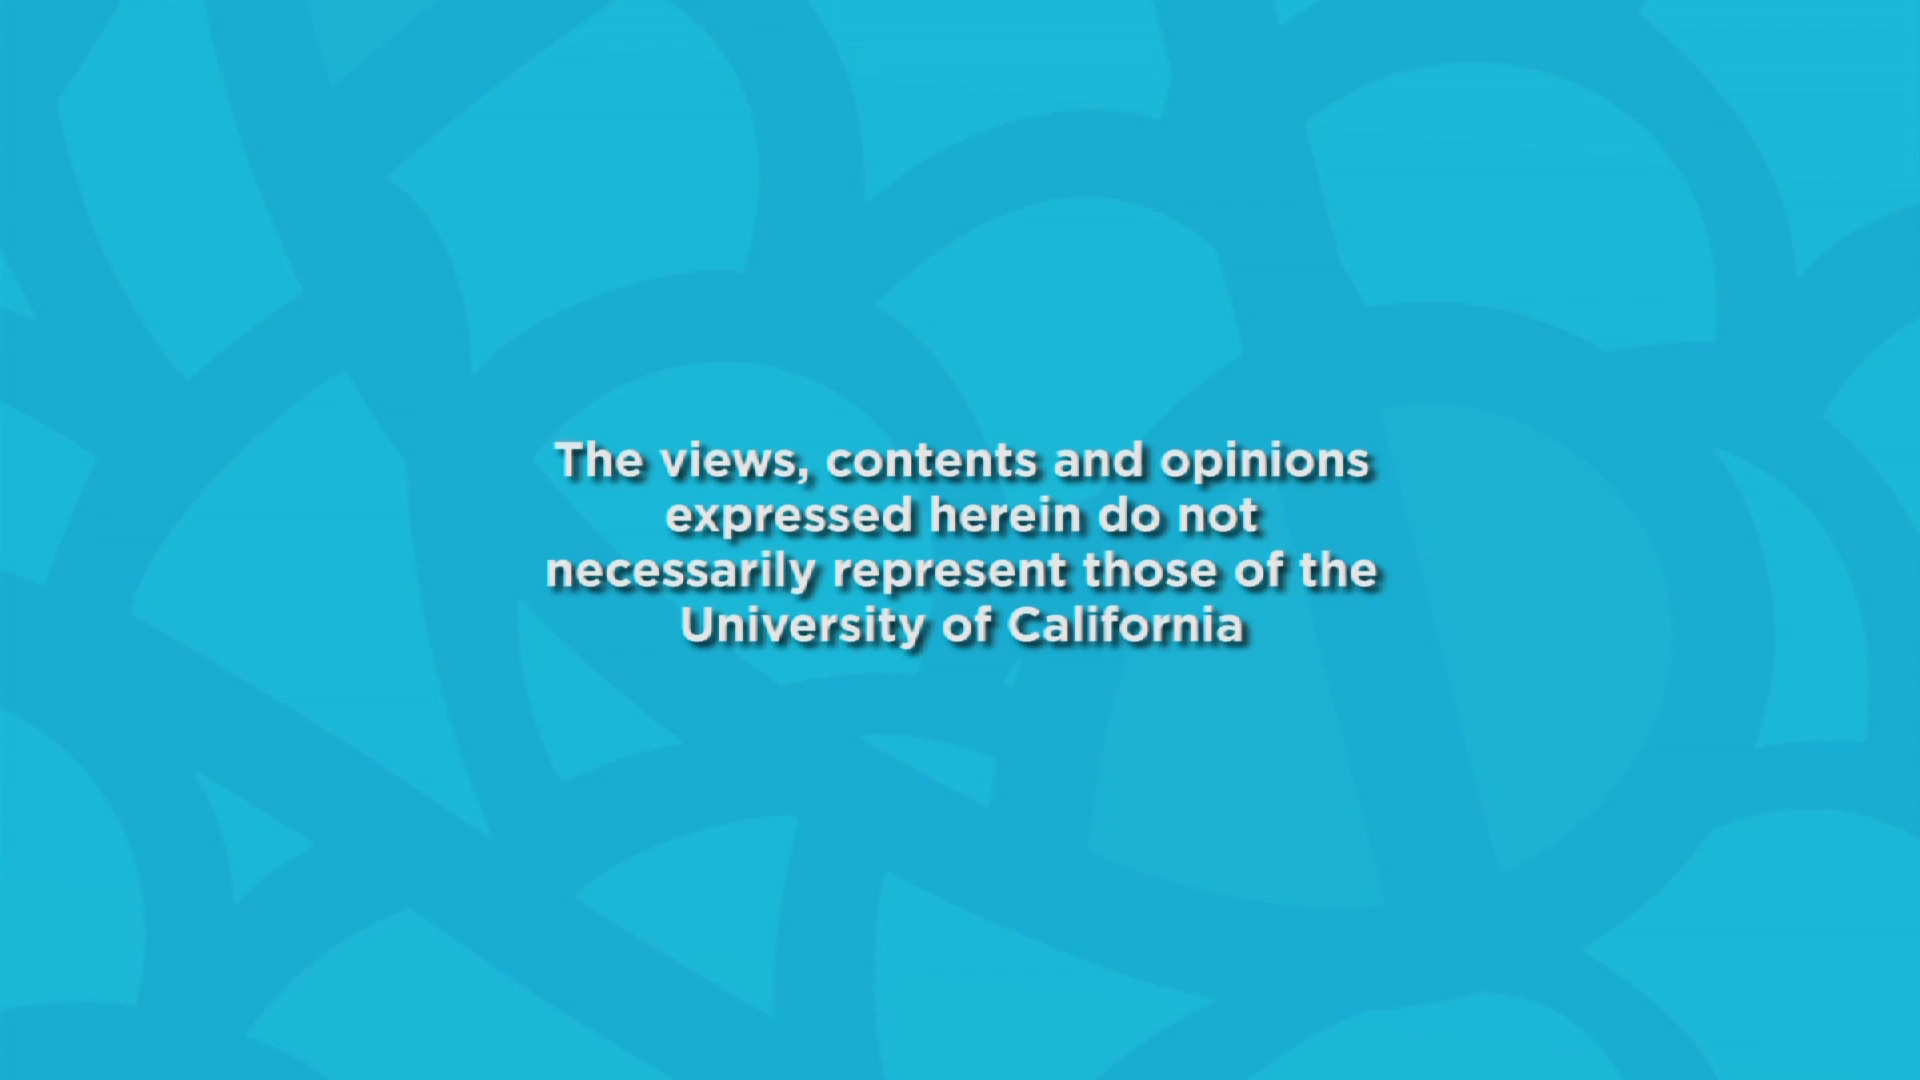 The views, contents and opinions
expressed herein do not
necessarily represent those of the
University of California